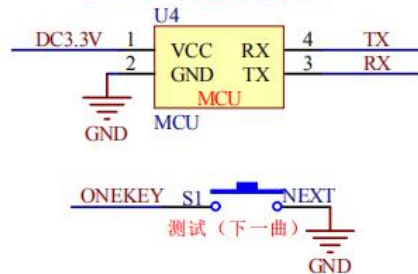 U4
DC3.3V 1 VCC RX 4 TX
2 GND TX 3 RX
MCU
GND MCU
ONEKEY S1 NEXT
测试（下一曲）
GND